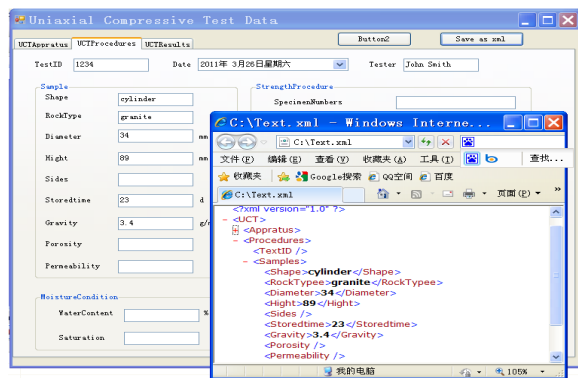 Uniaxial Compressive Test Data
UCTAppratus UCTProcedures UCTResults
Button2
Save as xml
TestID 1234 Date 2011年 3月26日星期六 Tester John Smith
Sample
Shape cylinder
RockType granite
Diameter 34 mm
Hight 89 mm
Sides
Storedtime 23 d
Gravity 3.4
Porosity
Permeability
MoistureCondition
WaterContent %
Saturation
StrengthProcedure
SpecimenNumbers
C:\Text.xml - Windows Interne...
C:\Text.xml
文件(F) 编辑(E) 查看(V) 收藏夹(A) 工具(T) 查找...
收藏夹 Google搜索 QQ空间 百度
C:\Text.xml 页面(P)
<?xml version="1.0" ?>
- <UCT>
+ <Appratus>
- <Procedures>
<TextID />
- <Samples>
<Shape>cylinder</Shape>
<RockTypee>granite</RockTypee>
<Diameter>34</Diameter>
<Hight>89</Hight>
<Sides />
<Storedtime>23</Storedtime>
<Gravity>3.4</Gravity>
<Porosity />
<Permeability />
我的电脑 105%